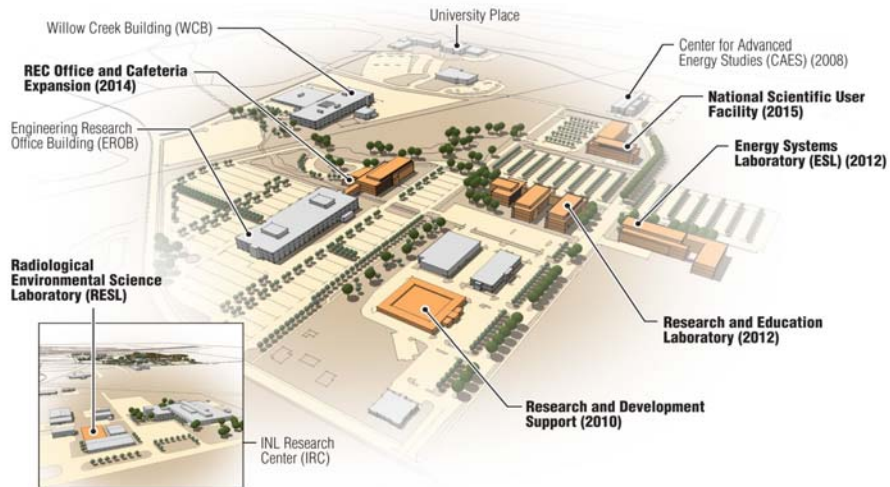 University Place
Willow Creek Building (WCB)
Center for Advanced
Energy Studies (CAES) (2008)
REC Office and Cafeteria
Expansion (2014)
National Scientific User
Facility (2015)
Engineering Research
Office Building (EROB)
Energy Systems
Laboratory (ESL) (2012)
Radiological
Environmental Science
Laboratory (RESL)
Research and Education
Laboratory (2012)
Research and Development
Support (2010)
INL Research
Center (IRC)